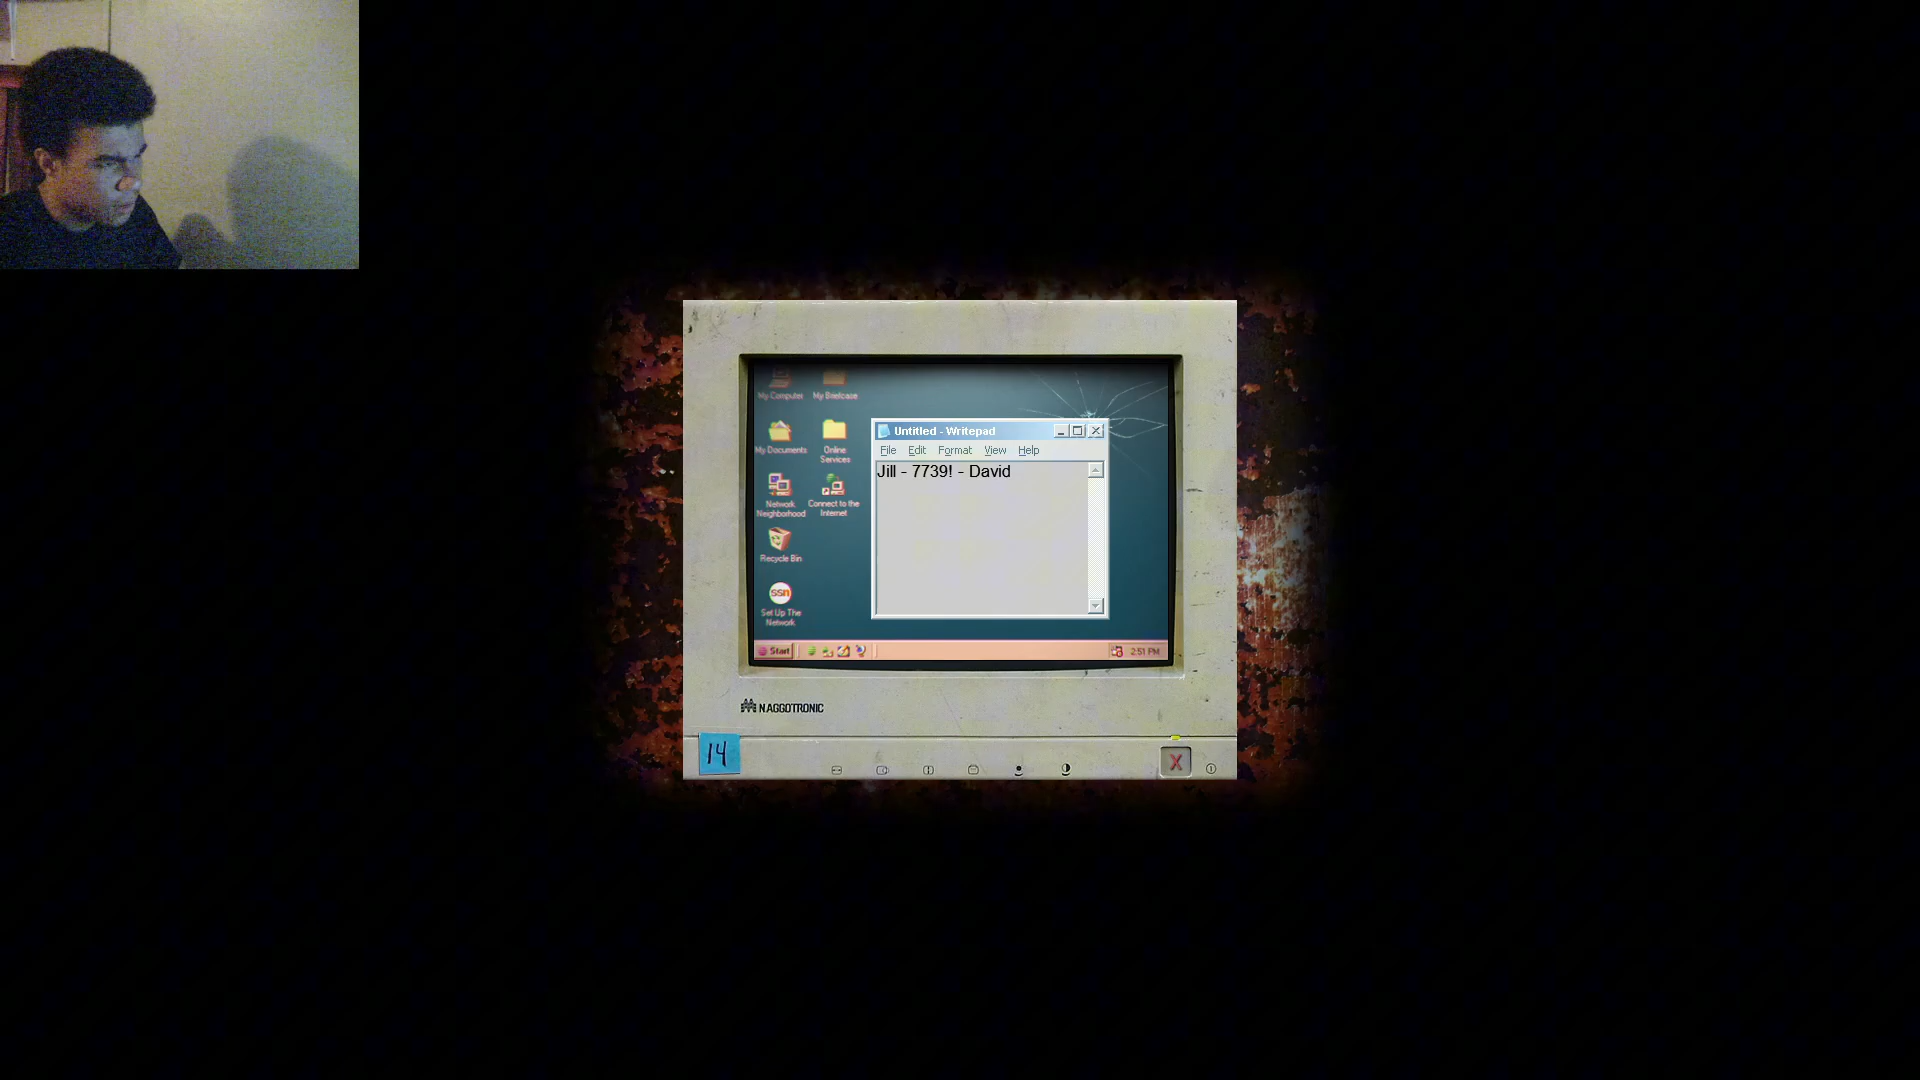 My Computer
My Briefcase
My Documents
Online
Services
Network
Neighborhood
Connect to the
Internet
Recycle Bin
ssn
Set Up The
Network
Untitled - Writepad
File Edit Format View Help
Jill - 7739! - David
Start
2:51 PM
NAGGOTRONIC
14
X